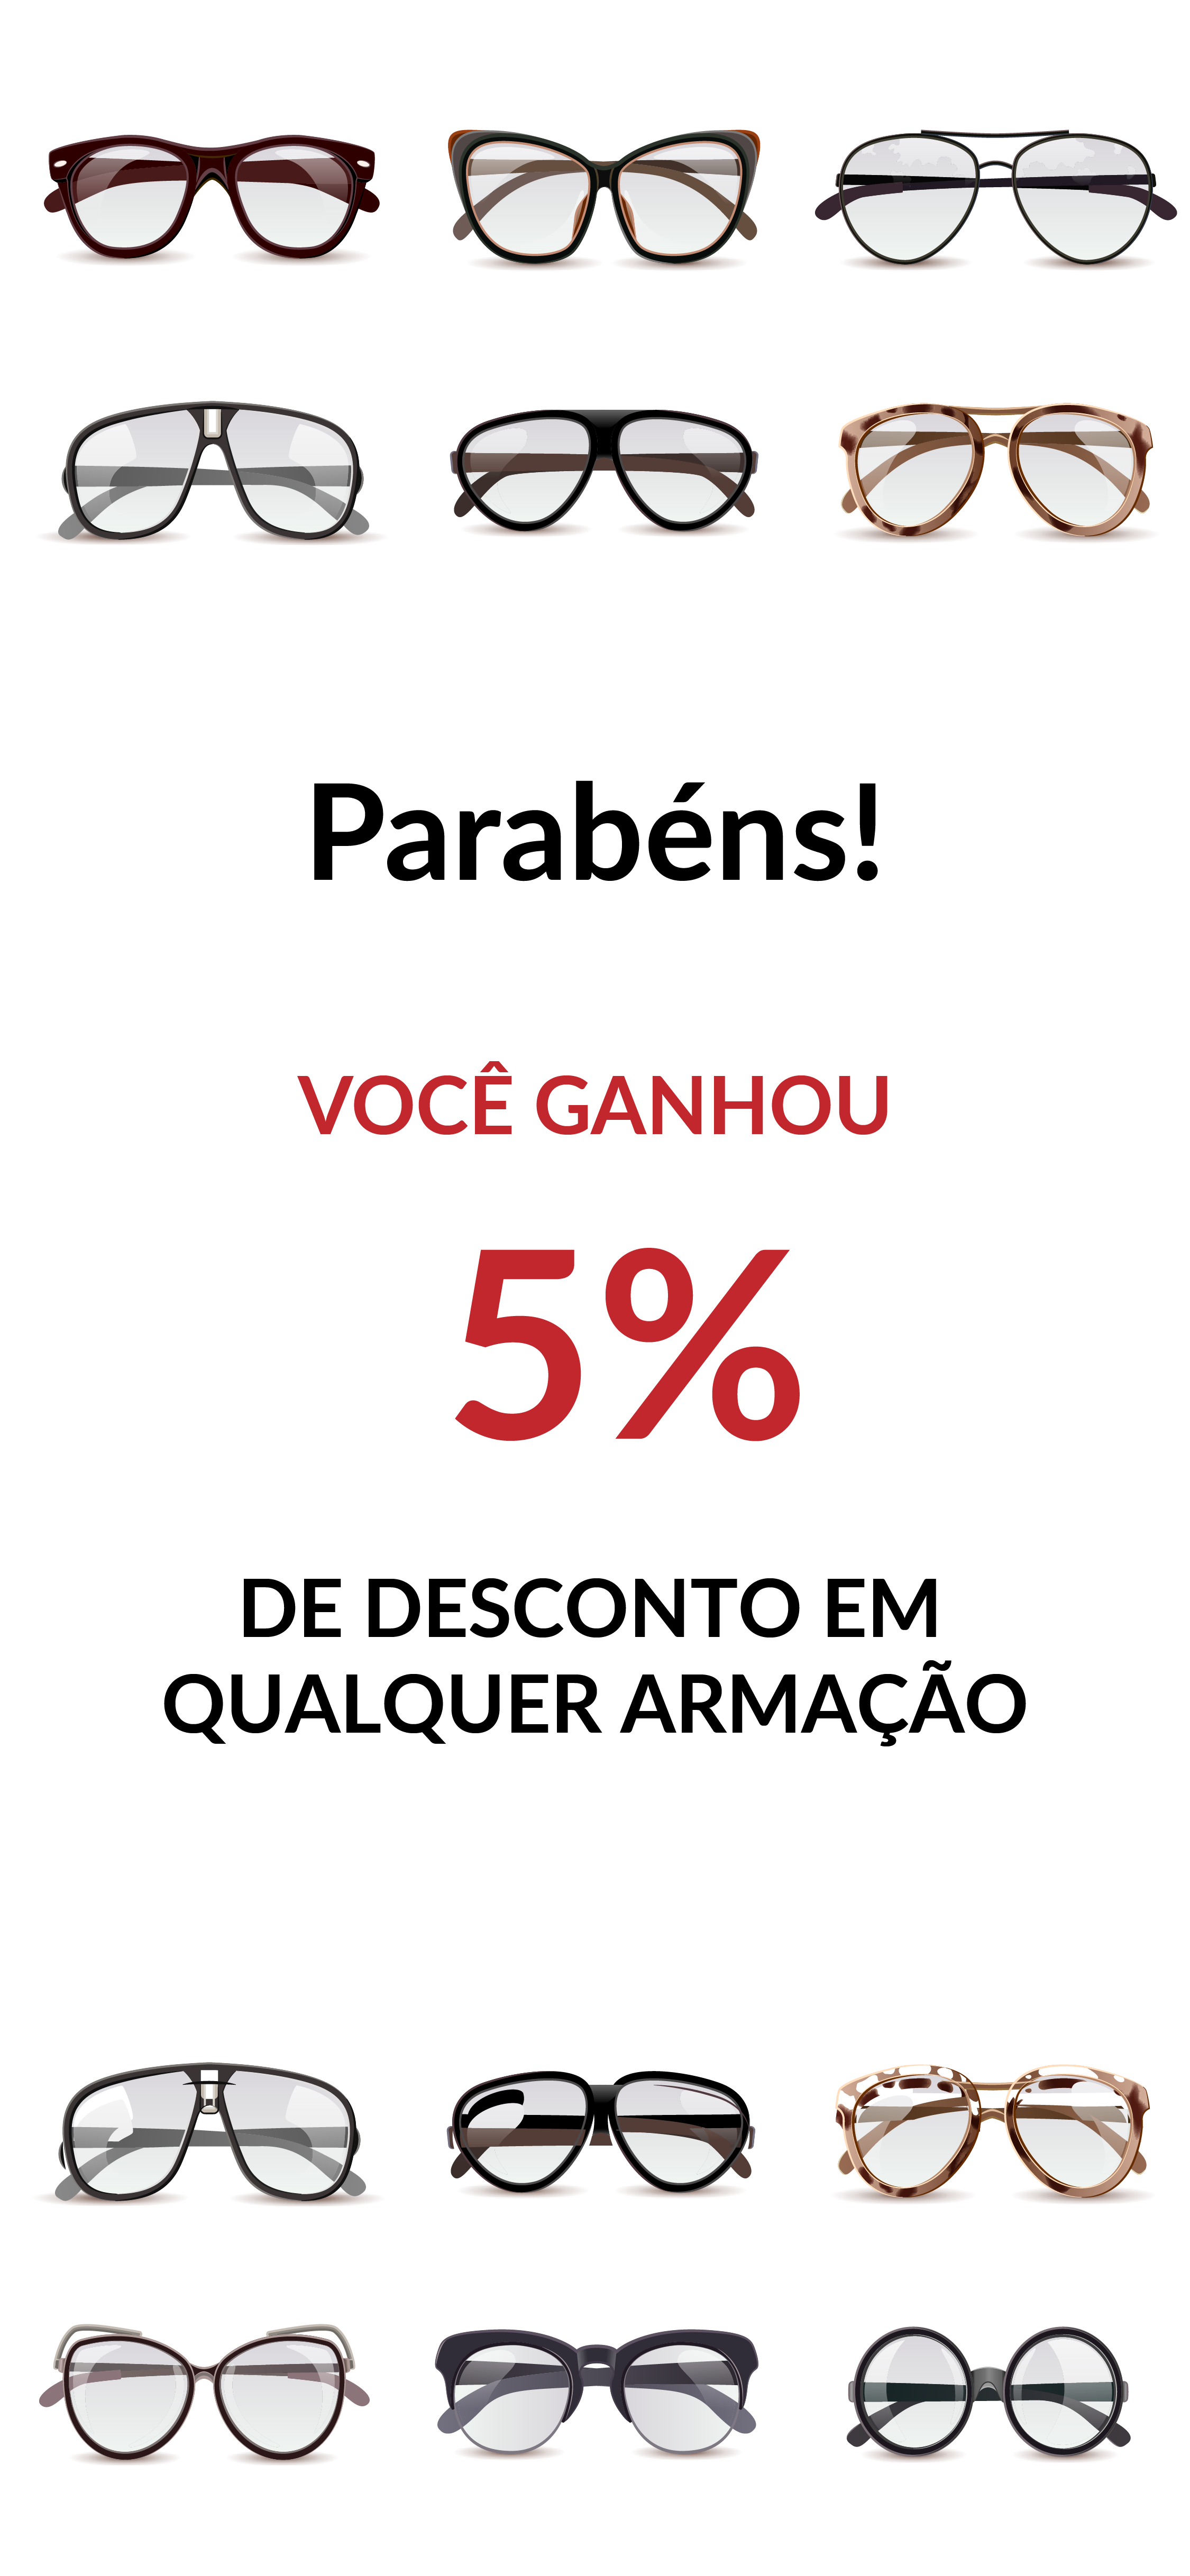 Parabéns!
VOCÊ GANHOU
5%
DE DESCONTO EM
QUALQUER ARMAÇÃO